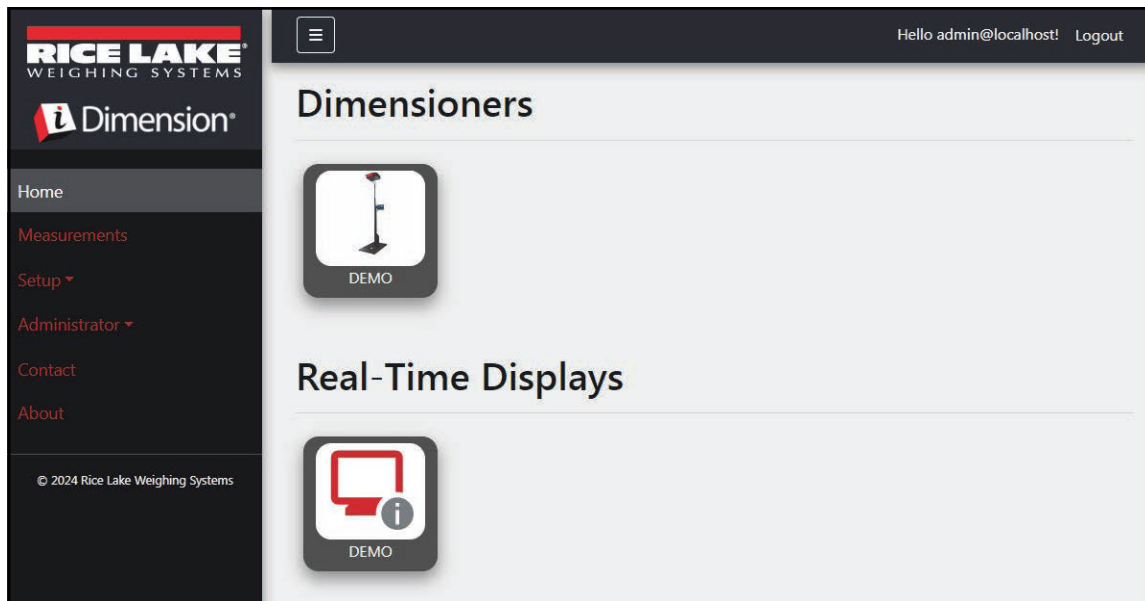 RICE LAKE®
WEIGHING SYSTEMS
i Dimension®
Home
Measurements
Setup
Administrator
Contact
About
© 2024 Rice Lake Weighing Systems
Hello admin@localhost! Logout
Dimensioners
DEMO
Real-Time Displays
i
DEMO